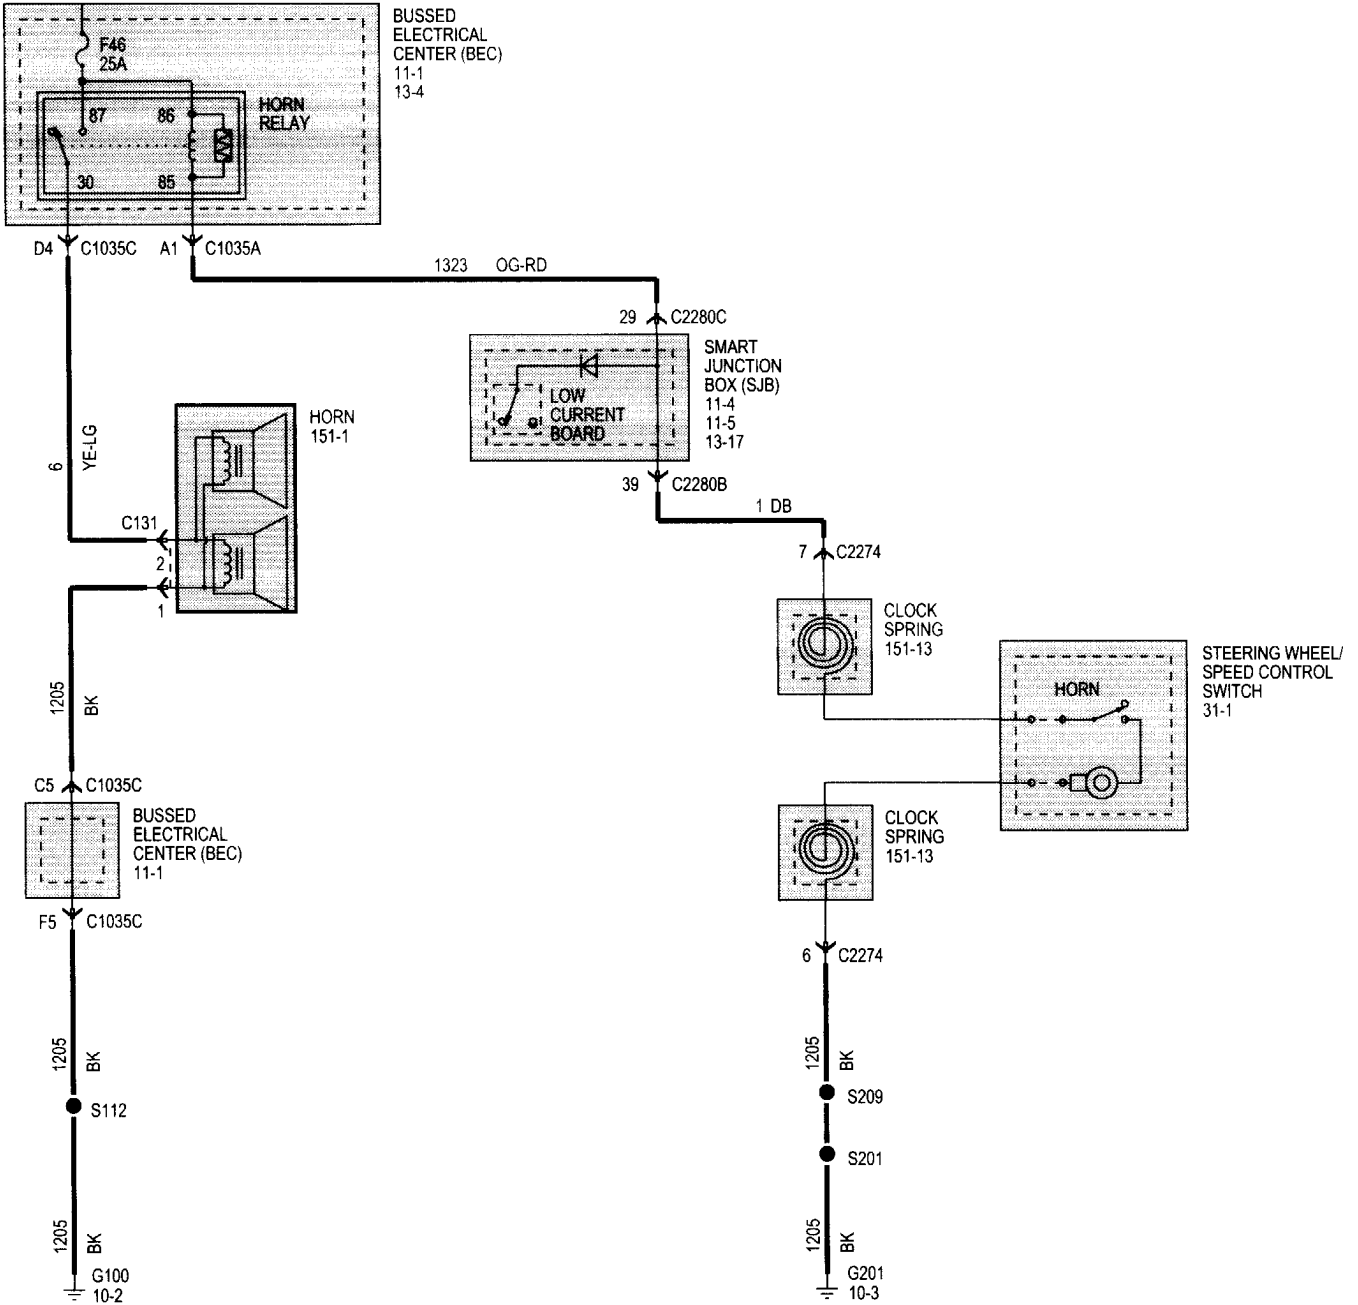 BUSSED
ELECTRICAL
CENTER (BEC)
11-1
13-4
F46
25A
HORN
RELAY
87
86
30
85
D4
C1035C
A1
C1035A
1323 OG-RD
29
C2280C
SMART
JUNCTION
BOX (SJB)
11-4
11-5
13-17
LOW
CURRENT
BOARD
39
C2280B
1 DB
7
C2274
6
YE-LG
HORN
151-1
C131
2
1
CLOCK
SPRING
151-13
STEERING WHEEL/
SPEED CONTROL
SWITCH
31-1
HORN
1205
BK
C5
C1035C
BUSSED
ELECTRICAL
CENTER (BEC)
11-1
F5
C1035C
CLOCK
SPRING
151-13
6
C2274
1205
BK
S112
1205
BK
G100
10-2
1205
BK
S209
S201
1205
BK
G201
10-3